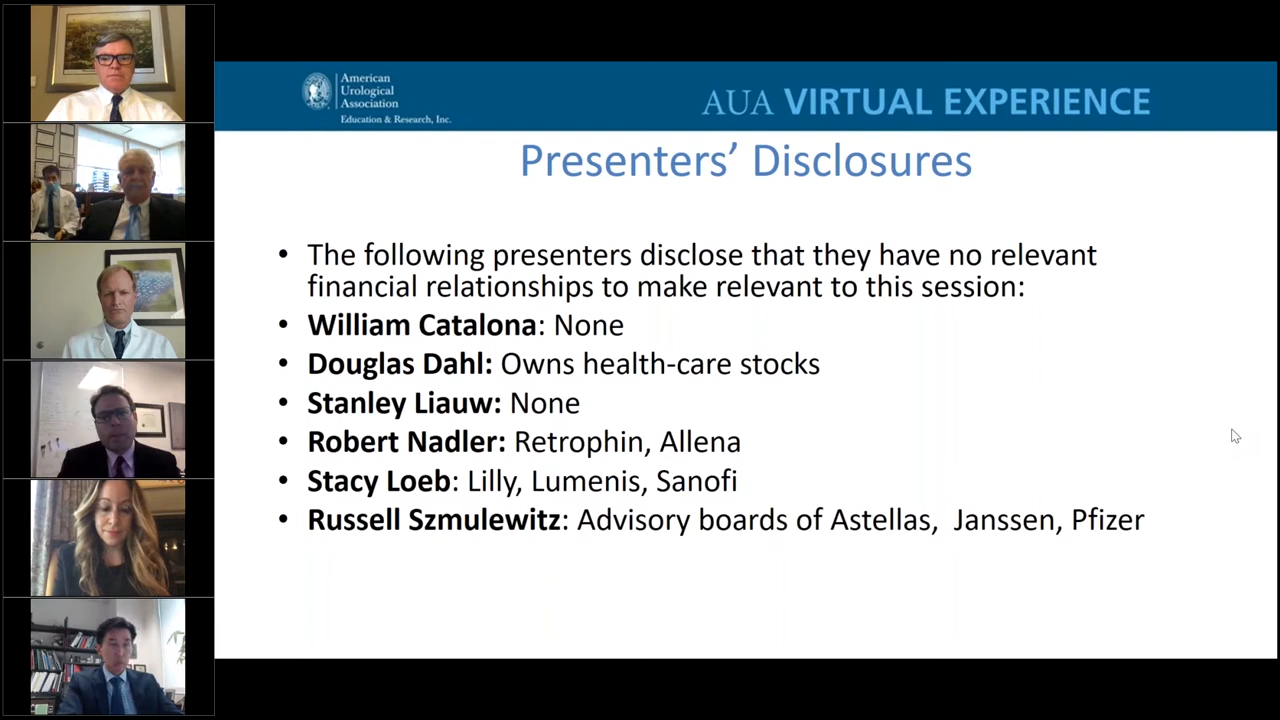 American
Urological
Association
Education & Research, Inc.
AUA VIRTUAL EXPERIENCE
Presenters’ Disclosures
• The following presenters disclose that they have no relevant
financial relationships to make relevant to this session:
• William Catalona: None
• Douglas Dahl: Owns health-care stocks
• Stanley Liauw: None
• Robert Nadler: Retrophin, Allena
• Stacy Loeb: Lilly, Lumenis, Sanofi
• Russell Szmulewitz: Advisory boards of Astellas,  Janssen, Pfizer